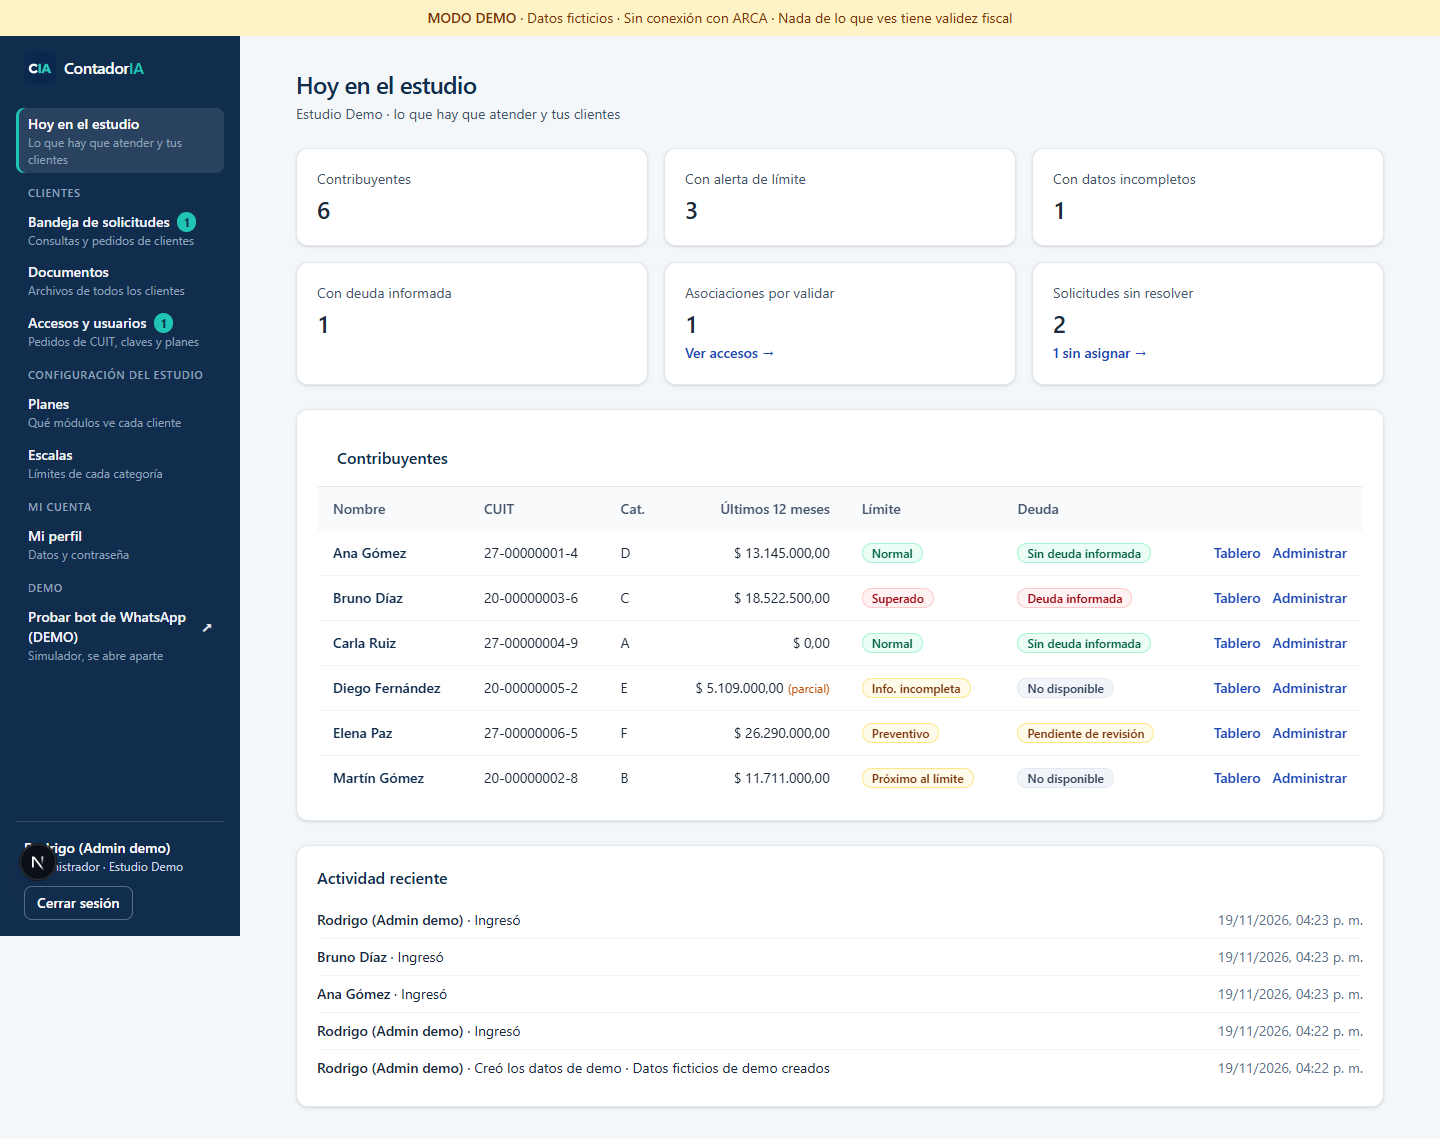 MODO DEMO · Datos ficticios · Sin conexión con ARCA · Nada de lo que ves tiene validez fiscal
CIA ContadorIA
Hoy en el estudio
Lo que hay que atender y tus
clientes
CLIENTES
Bandeja de solicitudes 1
Consultas y pedidos de clientes
Documentos
Archivos de todos los clientes
Accesos y usuarios 1
Pedidos de CUIT, claves y planes
CONFIGURACIÓN DEL ESTUDIO
Planes
Qué módulos ve cada cliente
Escalas
Límites de cada categoría
MI CUENTA
Mi perfil
Datos y contraseña
DEMO
Probar bot de WhatsApp
(DEMO) ↗
Simulador, se abre aparte
Rodrigo (Admin demo)
N
nistrador · Estudio Demo
Cerrar sesión
Hoy en el estudio
Estudio Demo · lo que hay que atender y tus clientes
Contribuyentes
6
Con alerta de límite
3
Con datos incompletos
1
Con deuda informada
1
Asociaciones por validar
1
Ver accesos →
Solicitudes sin resolver
2
1 sin asignar →
Contribuyentes
Nombre CUIT Cat. Últimos 12 meses Límite Deuda
Ana Gómez 27-00000001-4 D $ 13.145.000,00 Normal Sin deuda informada Tablero Administrar
Bruno Díaz 20-00000003-6 C $ 18.522.500,00 Superado Deuda informada Tablero Administrar
Carla Ruiz 27-00000004-9 A $ 0,00 Normal Sin deuda informada Tablero Administrar
Diego Fernández 20-00000005-2 E $ 5.109.000,00 (parcial) Info. incompleta No disponible Tablero Administrar
Elena Paz 27-00000006-5 F $ 26.290.000,00 Preventivo Pendiente de revisión Tablero Administrar
Martín Gómez 20-00000002-8 B $ 11.711.000,00 Próximo al límite No disponible Tablero Administrar
Actividad reciente
Rodrigo (Admin demo) · Ingresó 19/11/2026, 04:23 p. m.
Bruno Díaz · Ingresó 19/11/2026, 04:23 p. m.
Ana Gómez · Ingresó 19/11/2026, 04:23 p. m.
Rodrigo (Admin demo) · Ingresó 19/11/2026, 04:22 p. m.
Rodrigo (Admin demo) · Creó los datos de demo · Datos ficticios de demo creados 19/11/2026, 04:22 p. m.